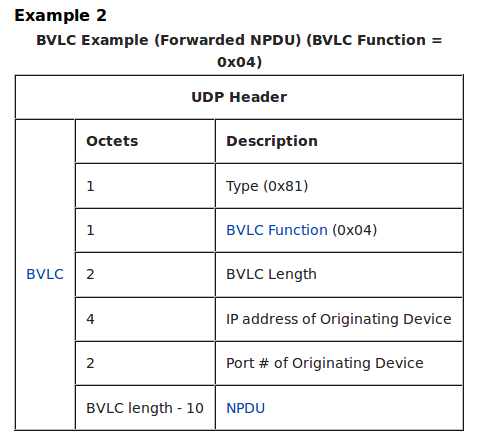 Example 2
BVLC Example (Forwarded NPDU) (BVLC Function =
0x04)
UDP Header
BVLC
Octets Description
1 Type (0x81)
1 BVLC Function (0x04)
2 BVLC Length
4 IP address of Originating Device
2 Port # of Originating Device
BVLC length - 10 NPDU